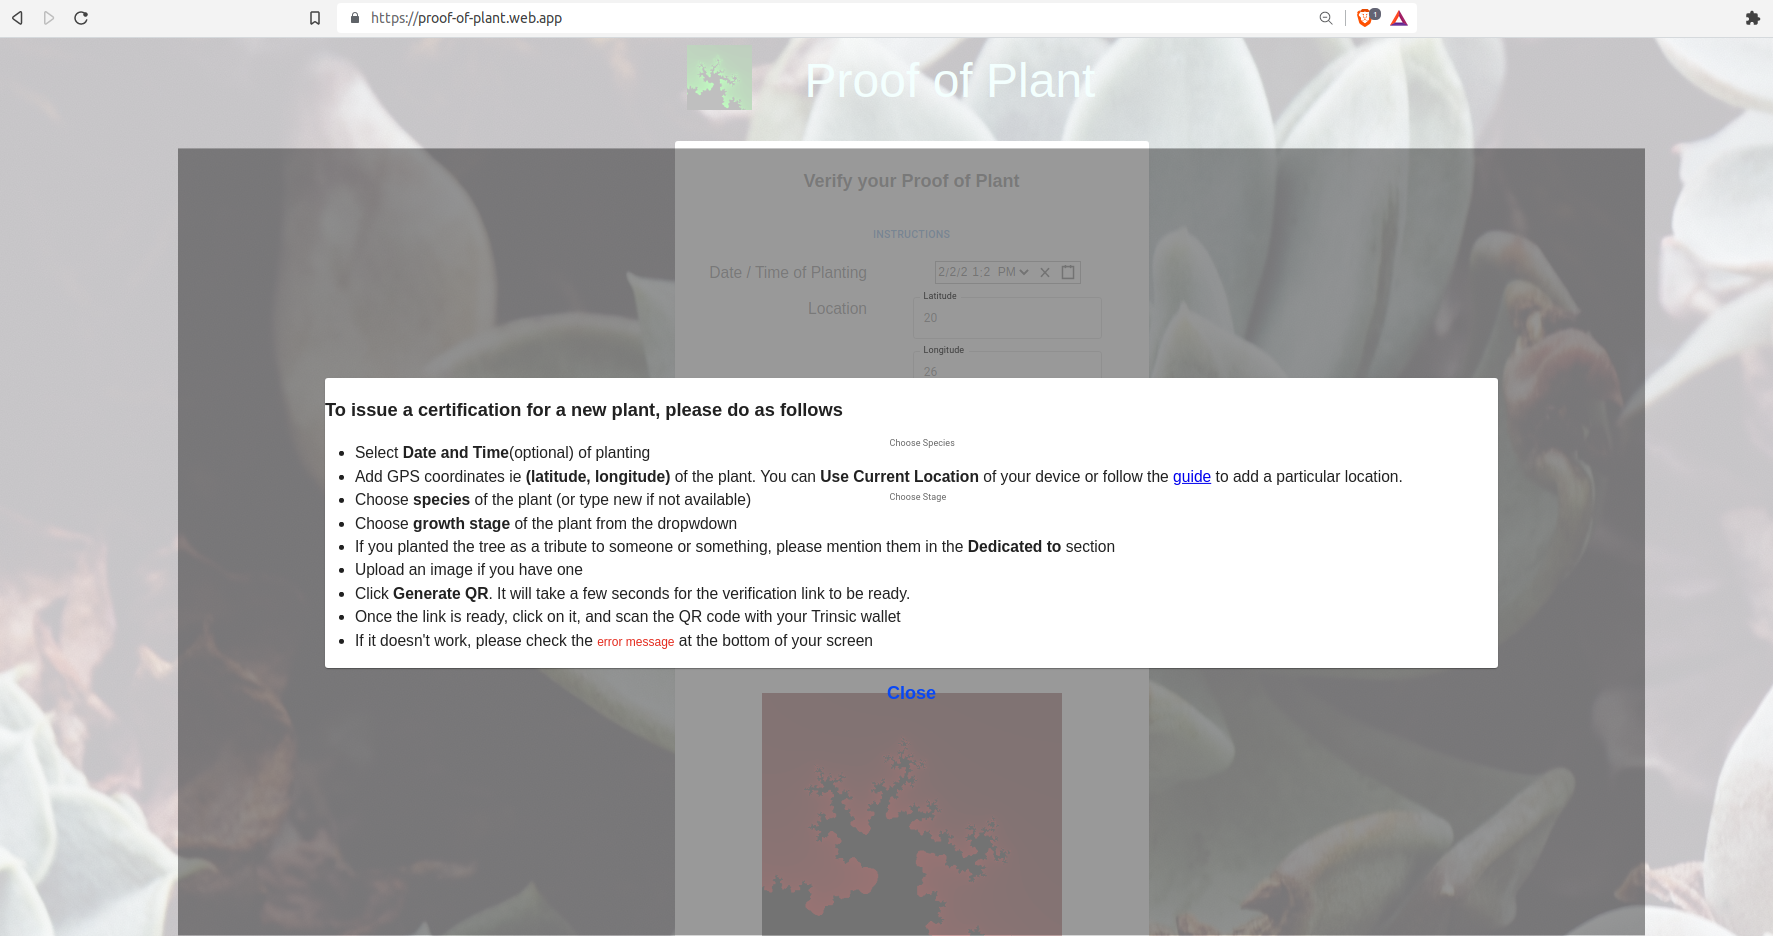 https://proof-of-plant.web.app
1
Proof of Plant
Verify your Proof of Plant
INSTRUCTIONS
Date / Time of Planting 2/2/2 1:2 PM
Location
Latitude
20
Longitude
26
To issue a certification for a new plant, please do as follows
Choose Species
• Select Date and Time(optional) of planting
• Add GPS coordinates ie (latitude, longitude) of the plant. You can Use Current Location of your device or follow the guide to add a particular location.
Choose Stage
• Choose species of the plant (or type new if not available)
• Choose growth stage of the plant from the dropwdown
• If you planted the tree as a tribute to someone or something, please mention them in the Dedicated to section
• Upload an image if you have one
• Click Generate QR. It will take a few seconds for the verification link to be ready.
• Once the link is ready, click on it, and scan the QR code with your Trinsic wallet
• If it doesn't work, please check the error message at the bottom of your screen
Close